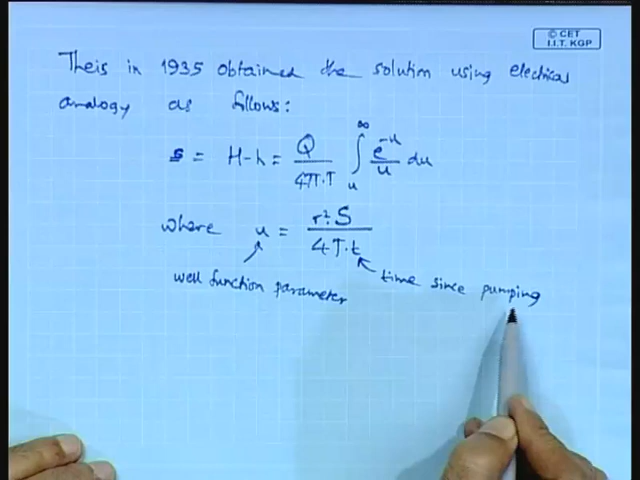 © CET
I.I.T. KGP
Theis in 1935 obtained the solution using electrical
analogy as follows:
s = H-h = Q/4π.T ∫_u^∞ e^-u/u du
where u = r².S/4T.t
well function parameter
time since pumping